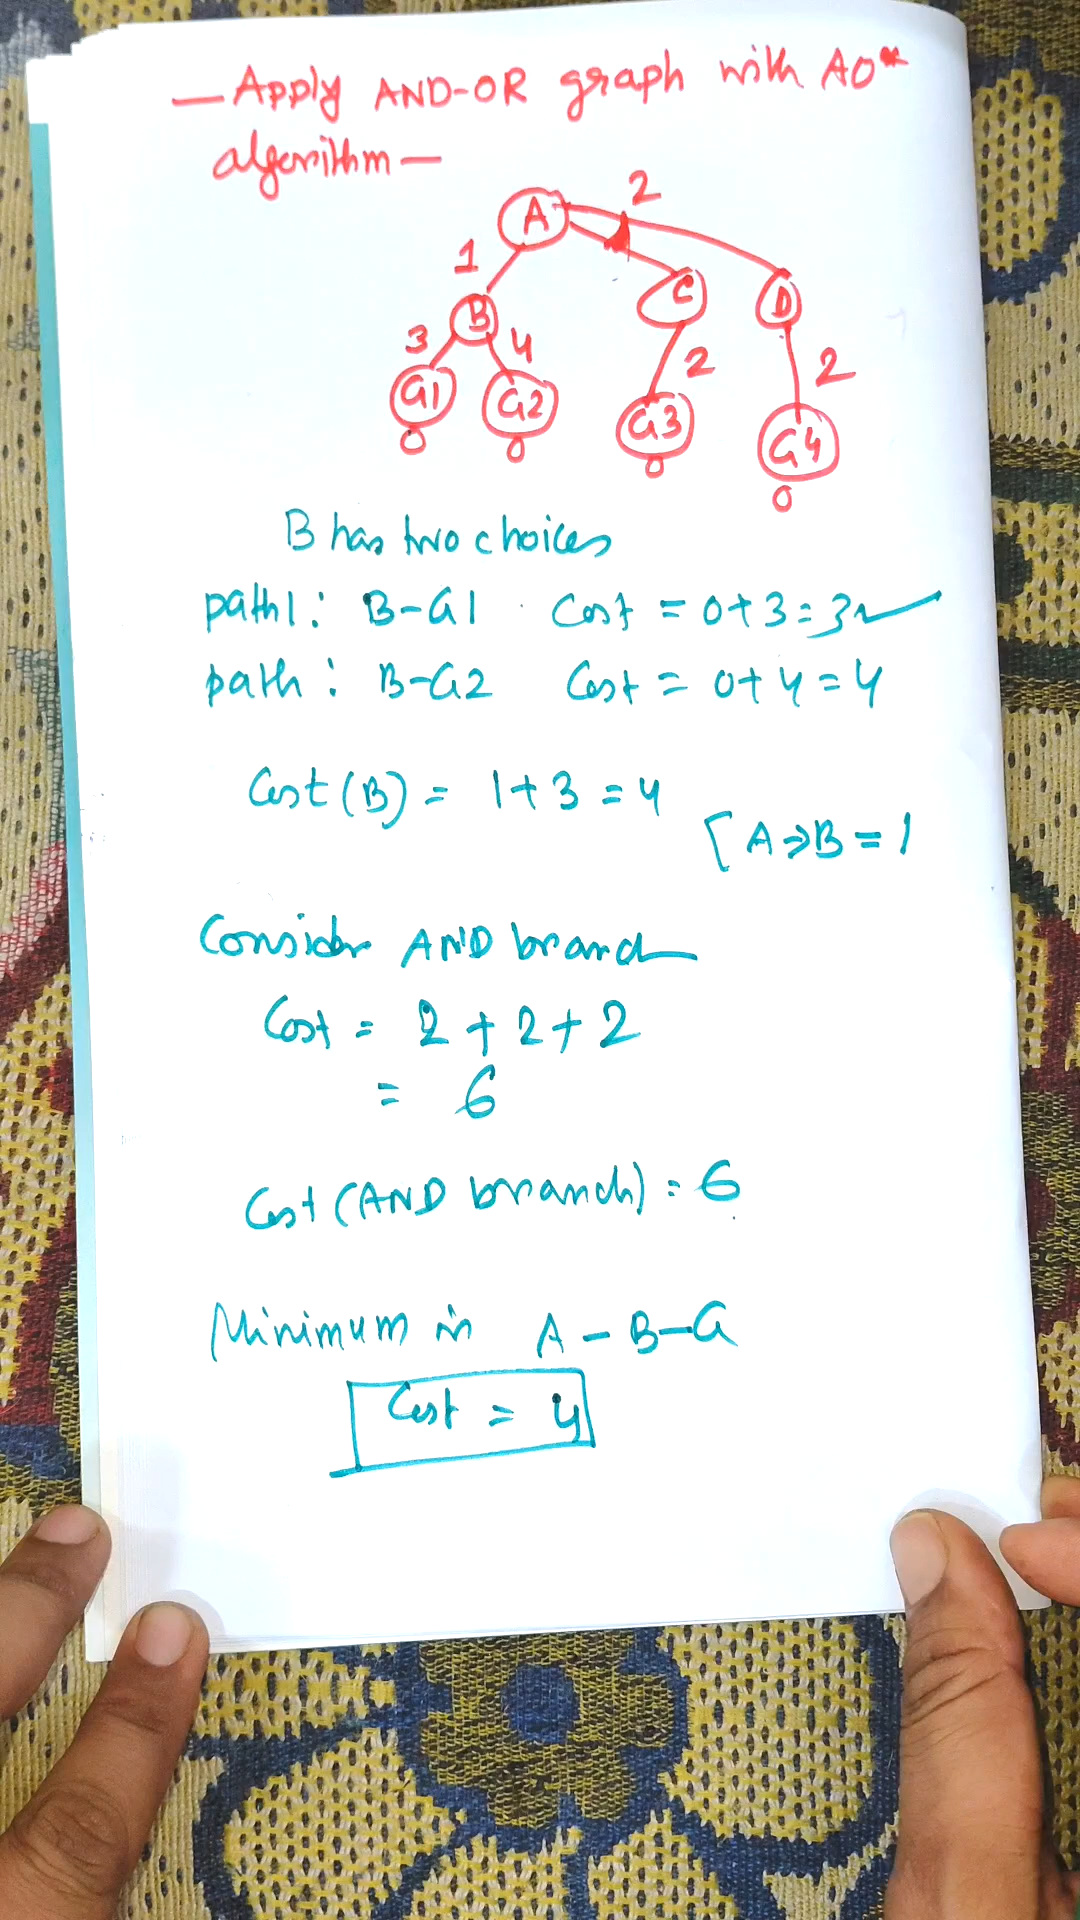 — Apply AND-OR graph with AO*
algorithm —
2
A
1
C
D
B
3
4
2
2
G1
G2
G3
G4
0
0
0
0
B has two choices
path1: B-G1 Cost = 0+3=3
path: B-G2 Cost = 0+4=4
Cost(B) = 1+3=4
[A→B=1
Consider AND branch
Cost = 2+2+2
= 6
Cost (AND branch) = 6
Minimum is A-B-G
Cost = 4